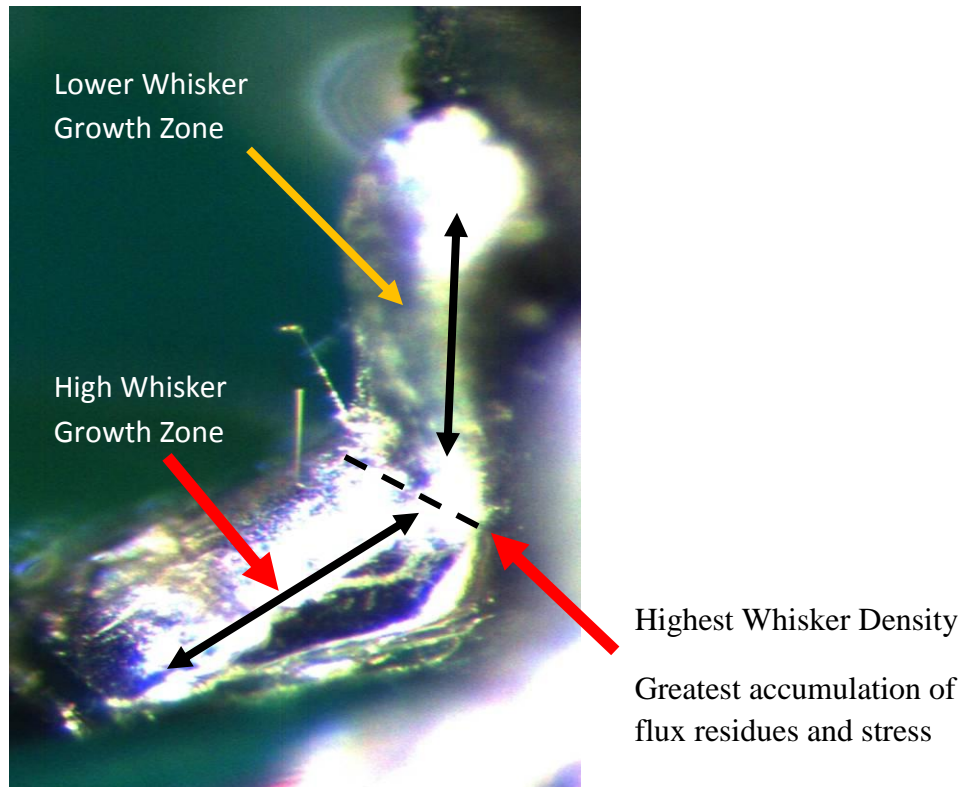 Lower Whisker
Growth Zone
High Whisker
Growth Zone
Highest Whisker Density
Greatest accumulation of
flux residues and stress